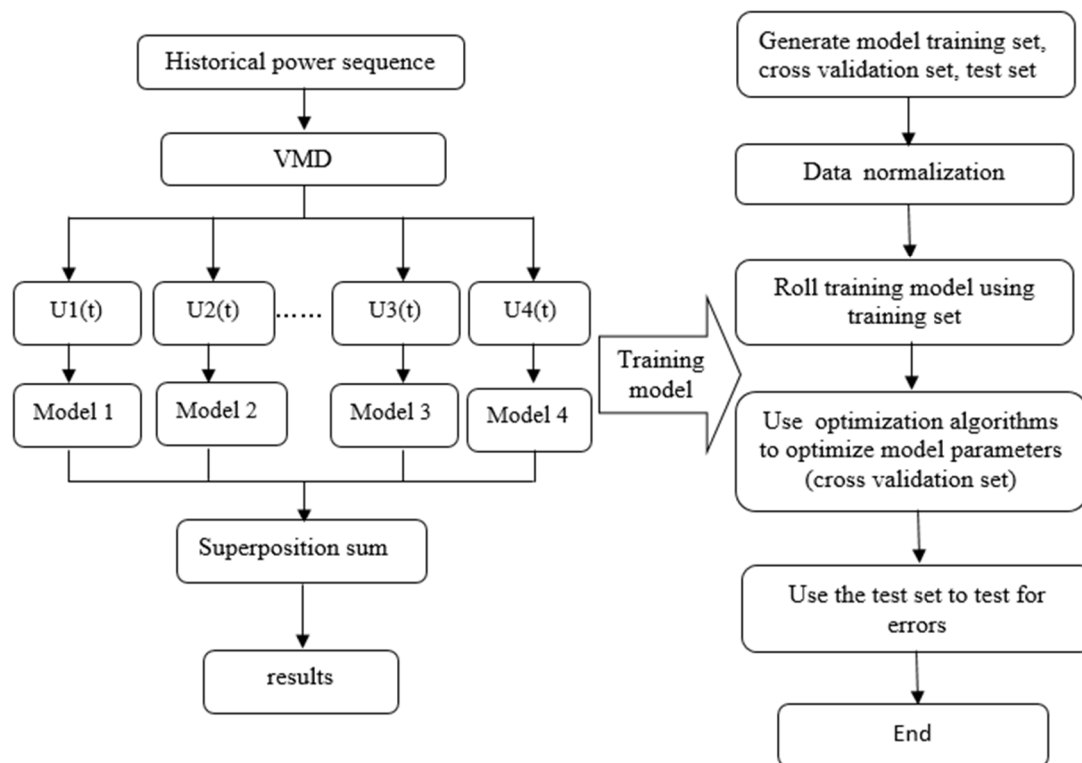 Historical power sequence
VMD
U1(t)
U2(t)
......
U3(t)
U4(t)
Model 1
Model 2
Model 3
Model 4
Superposition sum
results
Training
model
Generate model training set,
cross validation set, test set
Data normalization
Roll training model using
training set
Use optimization algorithms
to optimize model parameters
(cross validation set)
Use the test set to test for
errors
End